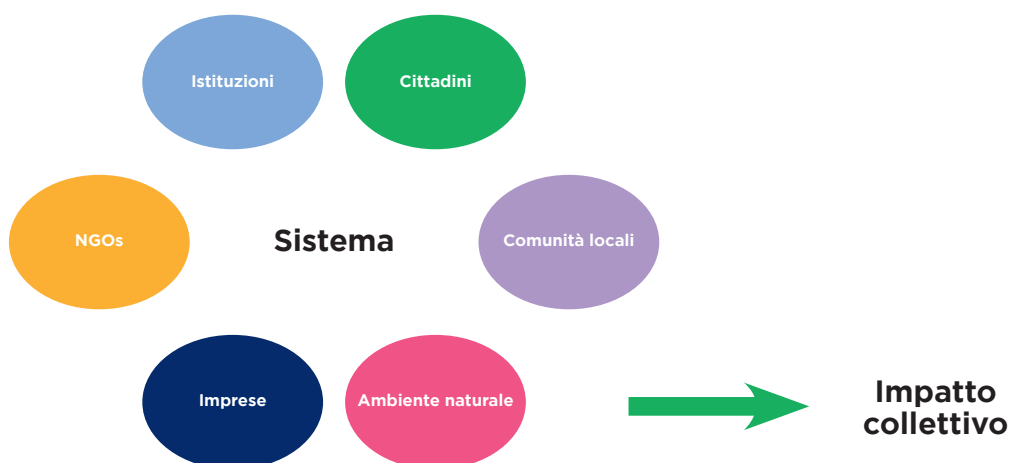 Istituzioni
Cittadini
NGOs
Sistema
Comunità locali
Imprese
Ambiente naturale
Impatto
collettivo